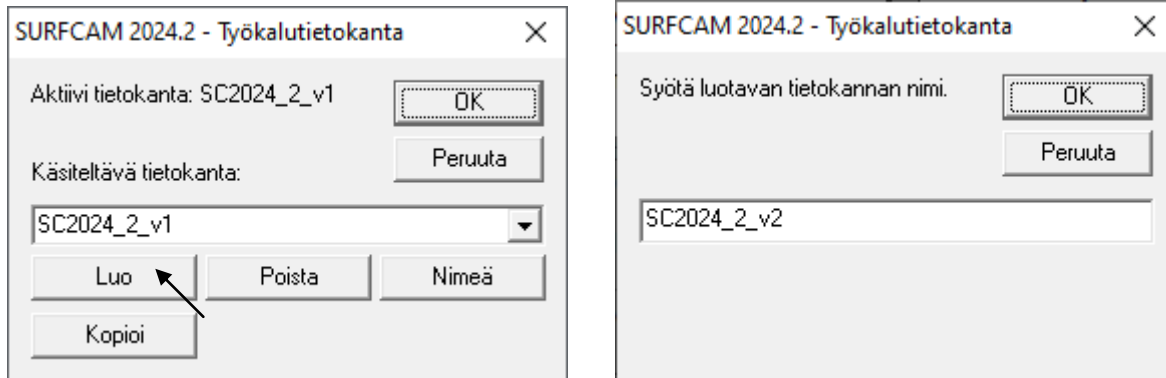 SURFCAM 2024.2 - Työkalutietokanta
Aktiivi tietokanta: SC2024_2_v1
OK
Peruuta
Käsiteltävä tietokanta:
SC2024_2_v1
Luo
Poista
Nimeä
Kopioi
SURFCAM 2024.2 - Työkalutietokanta
Syötä luotavan tietokannan nimi.
OK
Peruuta
SC2024_2_v2